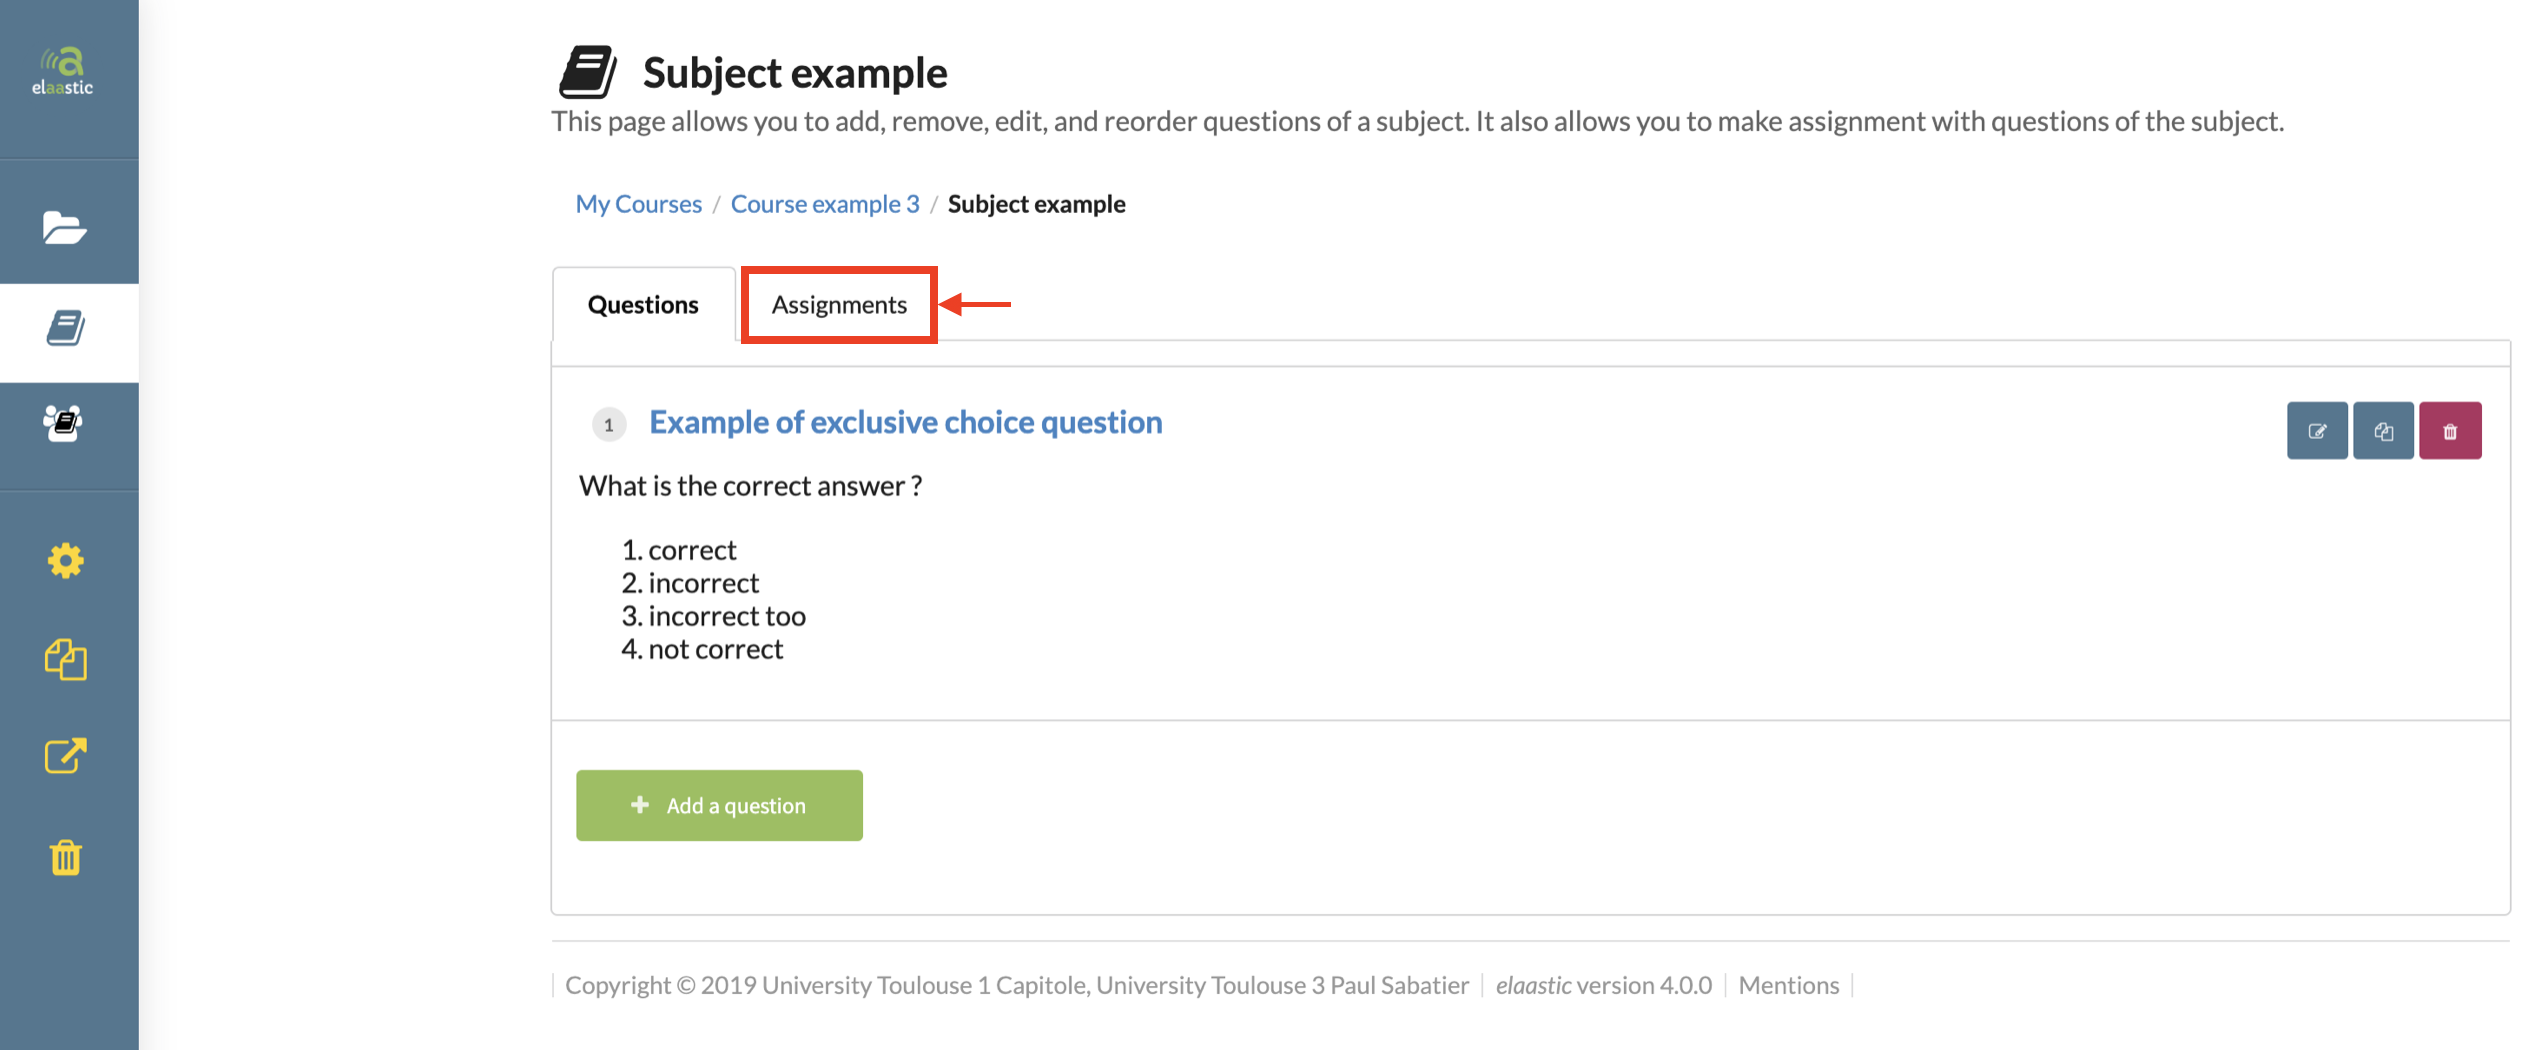 elaastic
Subject example
This page allows you to add, remove, edit, and reorder questions of a subject. It also allows you to make assignment with questions of the subject.
My Courses / Course example 3 / Subject example
Questions Assignments
1 Example of exclusive choice question
What is the correct answer ?
1. correct
2. incorrect
3. incorrect too
4. not correct
Add a question
Copyright © 2019 University Toulouse 1 Capitole, University Toulouse 3 Paul Sabatier elaastic version 4.0.0 Mentions